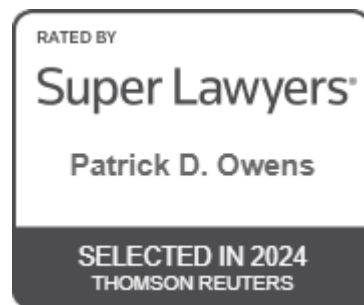 RATED BY
Super Lawyers®
Patrick D. Owens
SELECTED IN 2024
THOMSON REUTERS